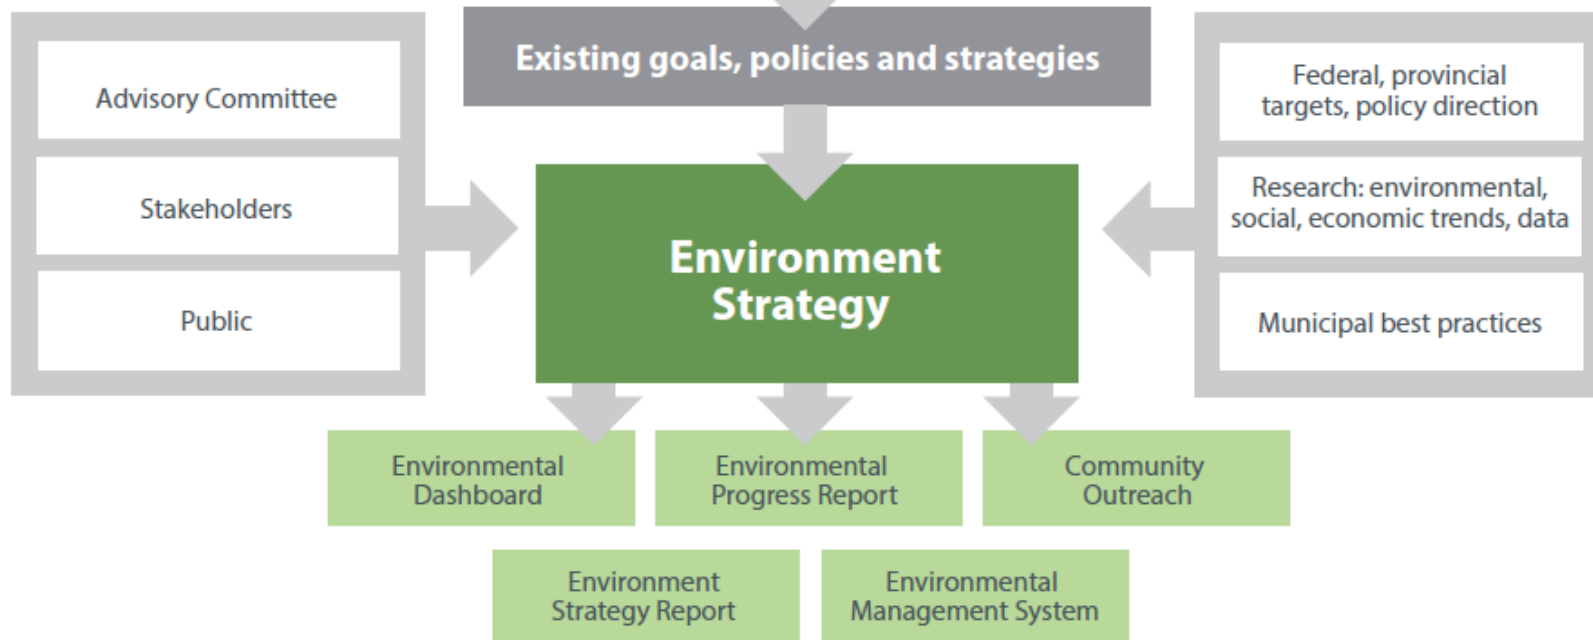 Existing goals, policies and strategies
Advisory Committee
Stakeholders
Public
Environment
Strategy
Federal, provincial
targets, policy direction
Research: environmental,
social, economic trends, data
Municipal best practices
Environmental
Dashboard
Environmental
Progress Report
Community
Outreach
Environment
Strategy Report
Environmental
Management System